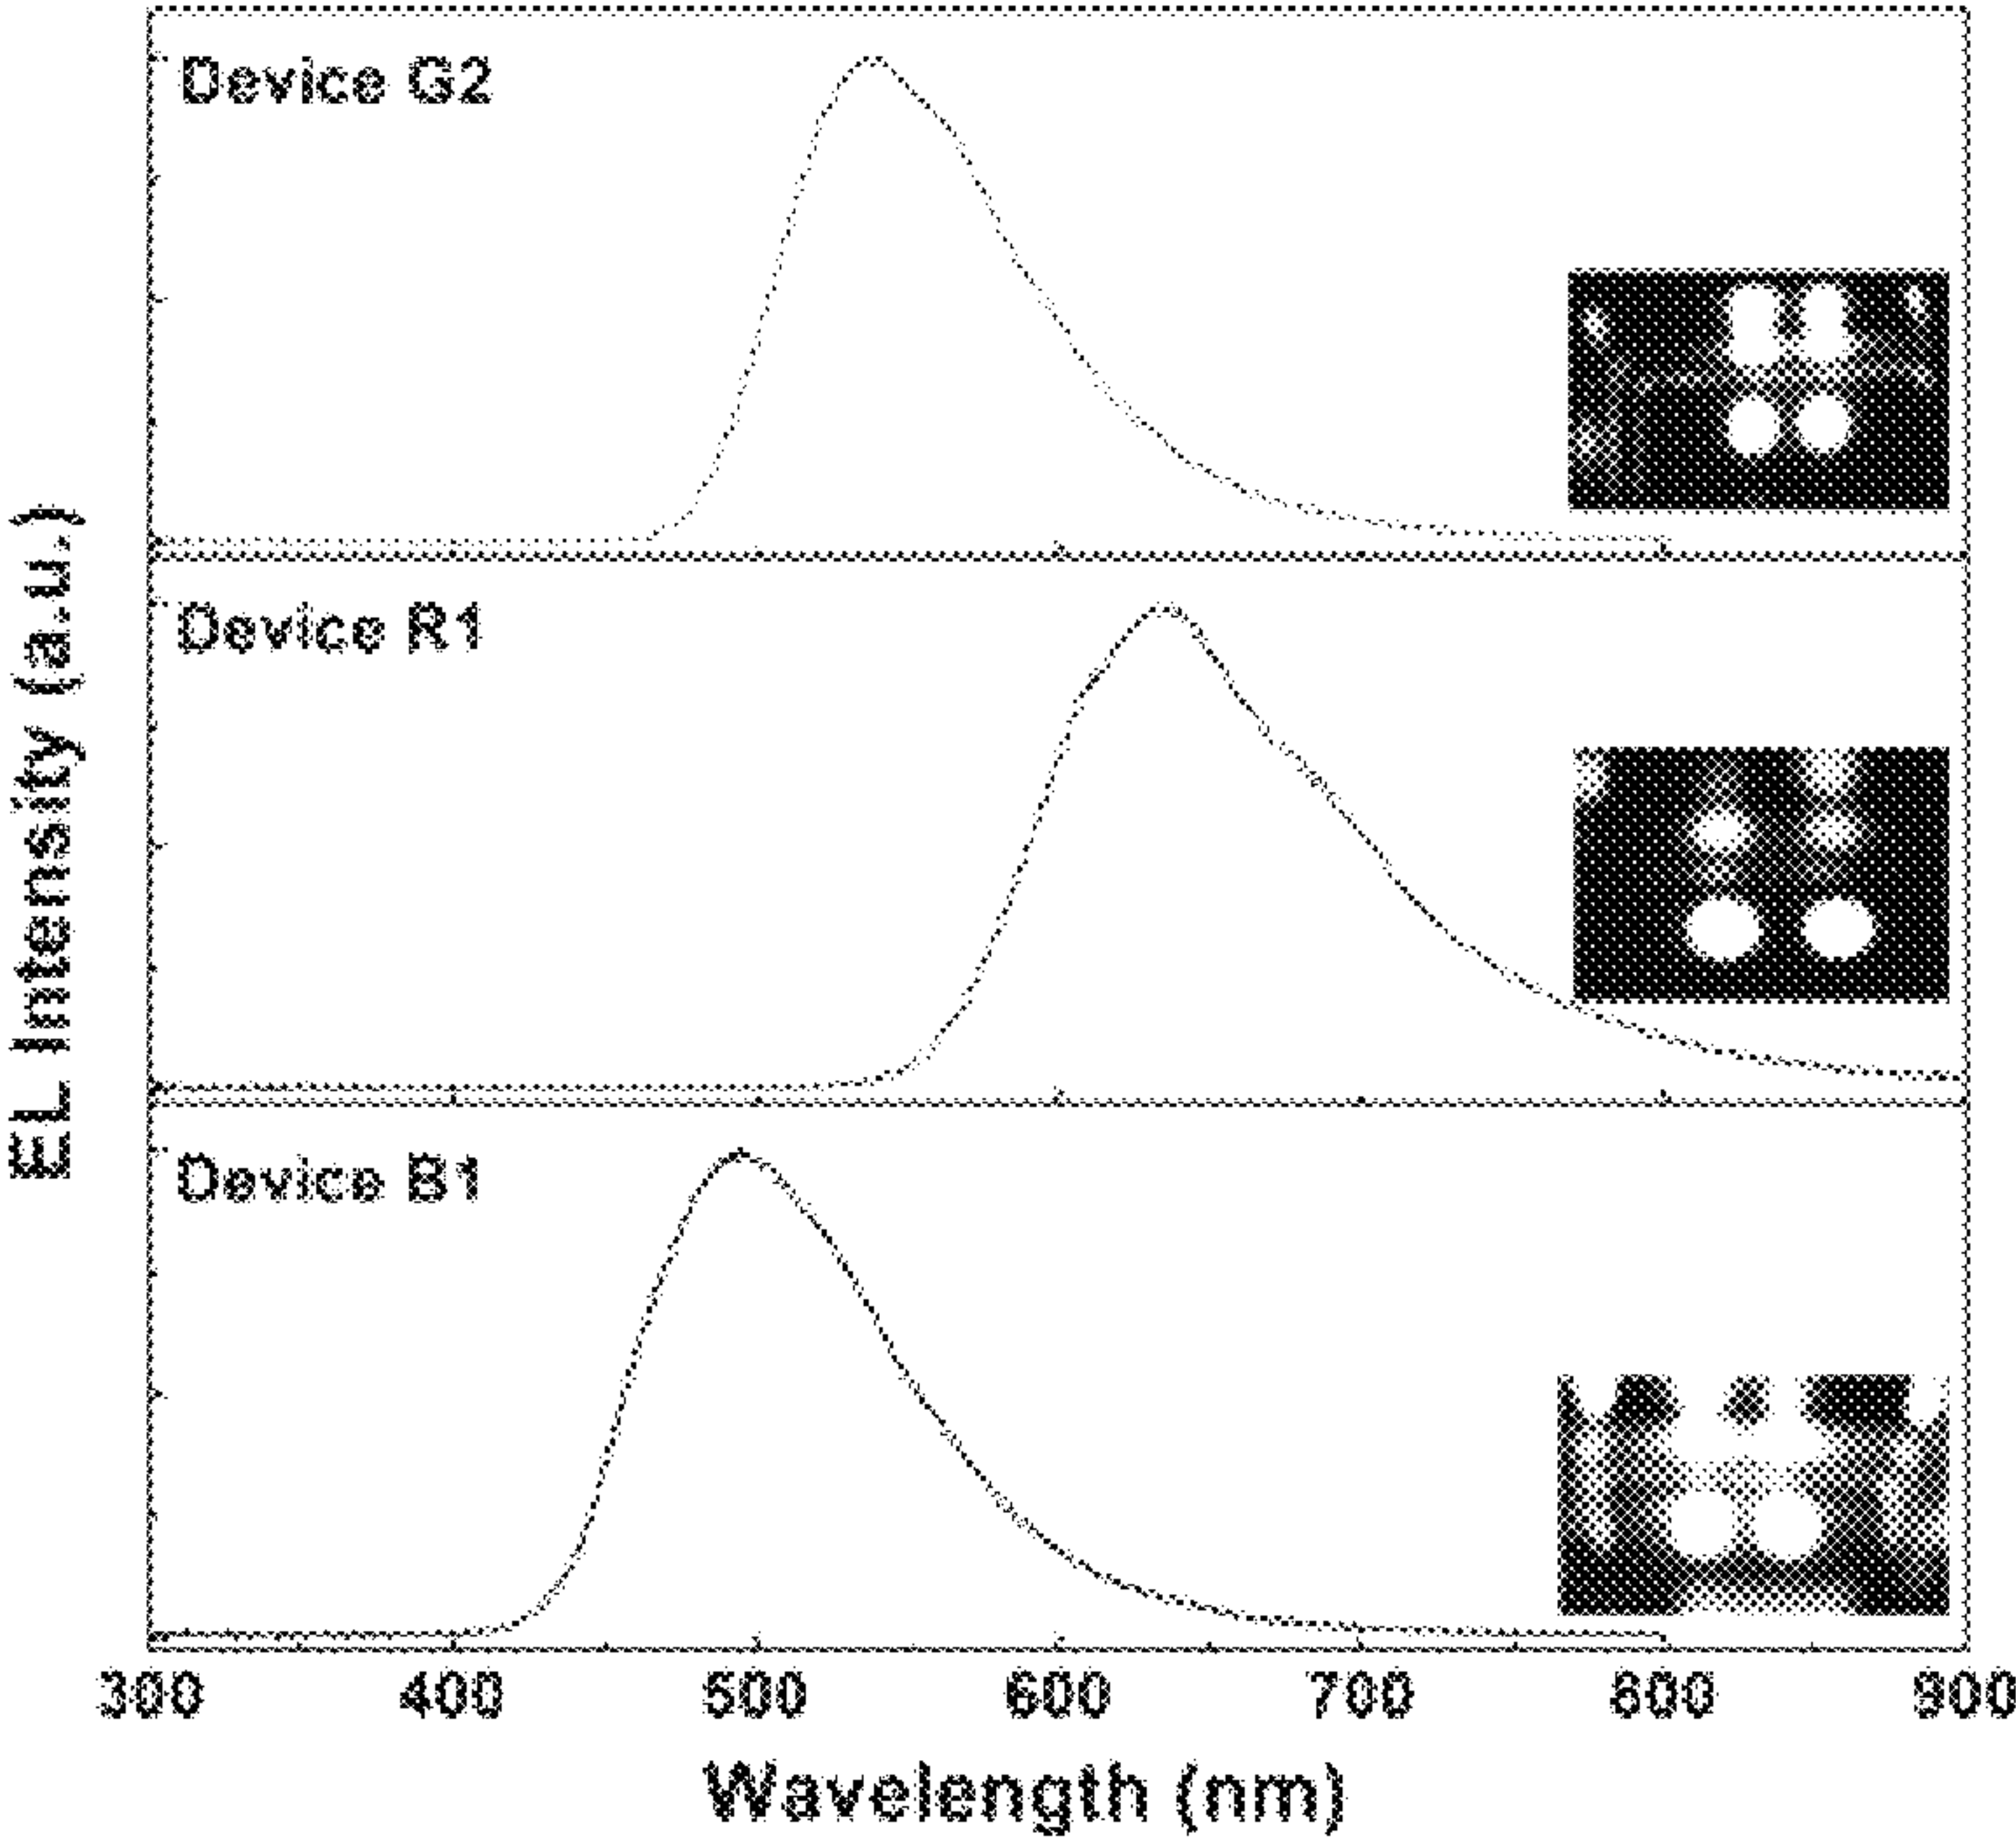 Device G2
Device R1
Device B1
EL Intensity (a.u.)
300 400 500 600 700 800 900
Wavelength (nm)